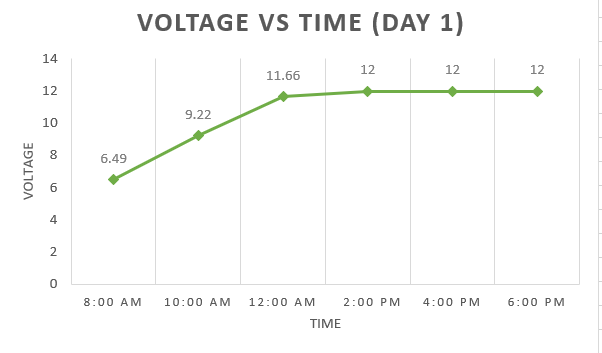 VOLTAGE VS TIME (DAY 1)
14
12
10
8
6
4
2
0
VOLTAGE
6.49
9.22
11.66
12
12
12
8:00 AM
10:00 AM
12:00 AM
2:00 PM
4:00 PM
6:00 PM
TIME